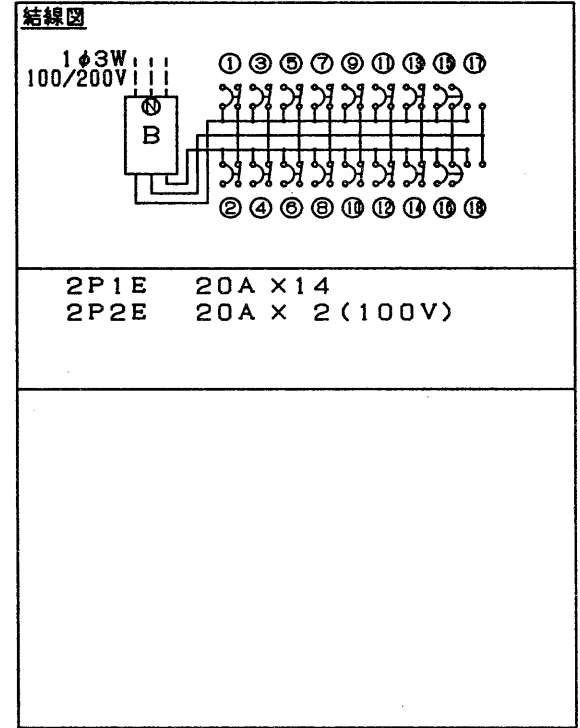 結線図
1φ3W
100/200V
① ③ ⑤ ⑦ ⑨ ⑪ ⑬ ⑮ ⑰
Ⓝ
B
② ④ ⑥ ⑧ ⑩ ⑫ ⑭ ⑯ ⑱
2P1E 20A ×14
2P2E 20A × 2(100V)